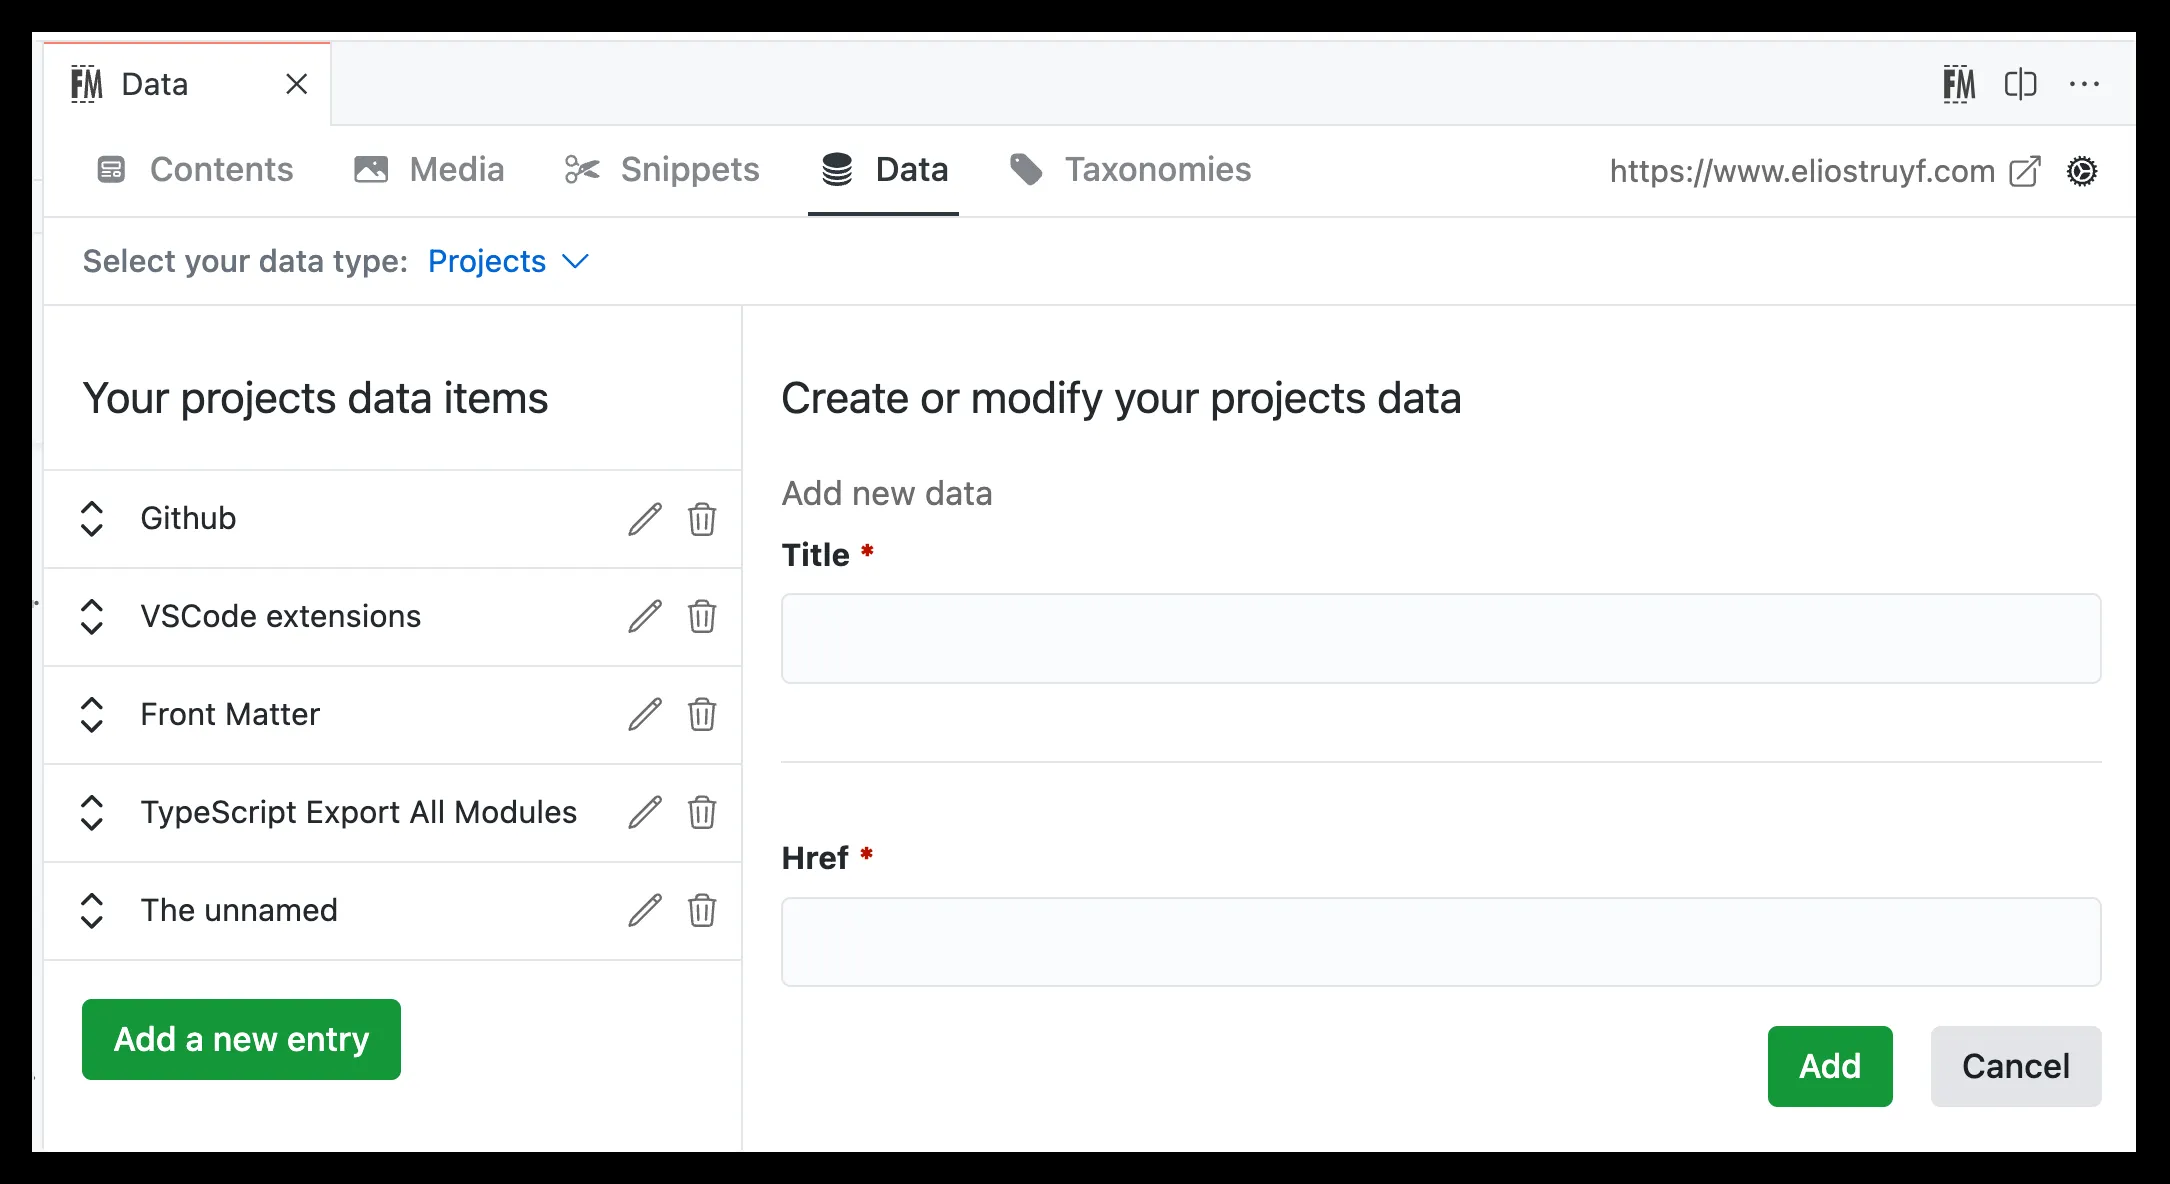 FM Data
FM
Contents Media Snippets Data Taxonomies https://www.eliostruyf.com
Select your data type: Projects
Your projects data items
Github
VSCode extensions
Front Matter
TypeScript Export All Modules
The unnamed
Add a new entry
Create or modify your projects data
Add new data
Title *
Href *
Add Cancel